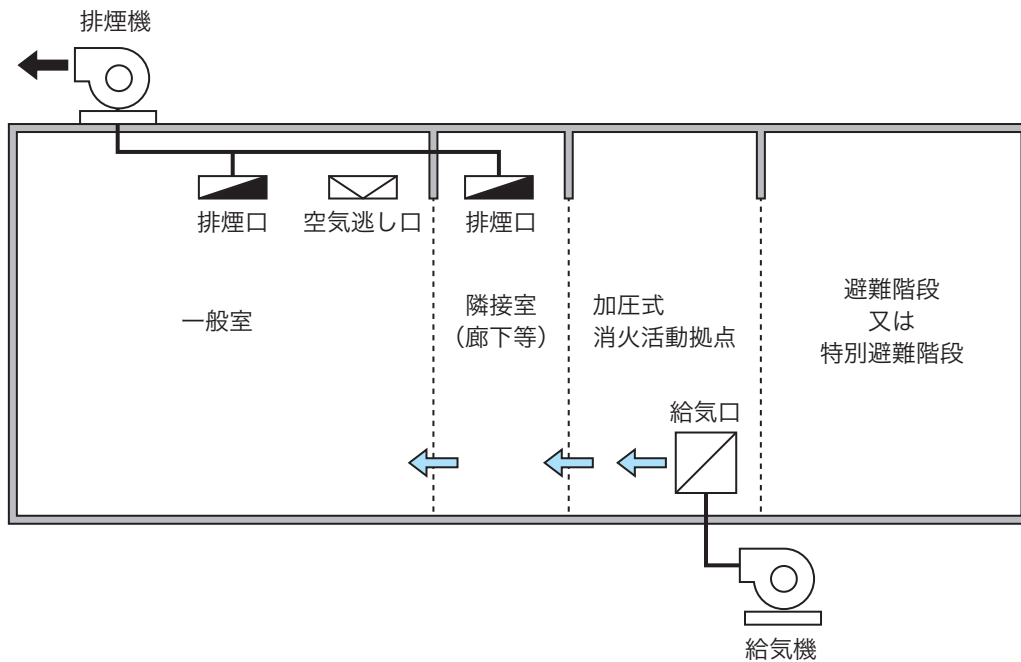 排煙機
排煙口
空気逃し口
排煙口
一般室
隣接室
（廊下等）
加圧式
消火活動拠点
避難階段
又は
特別避難階段
給気口
給気機